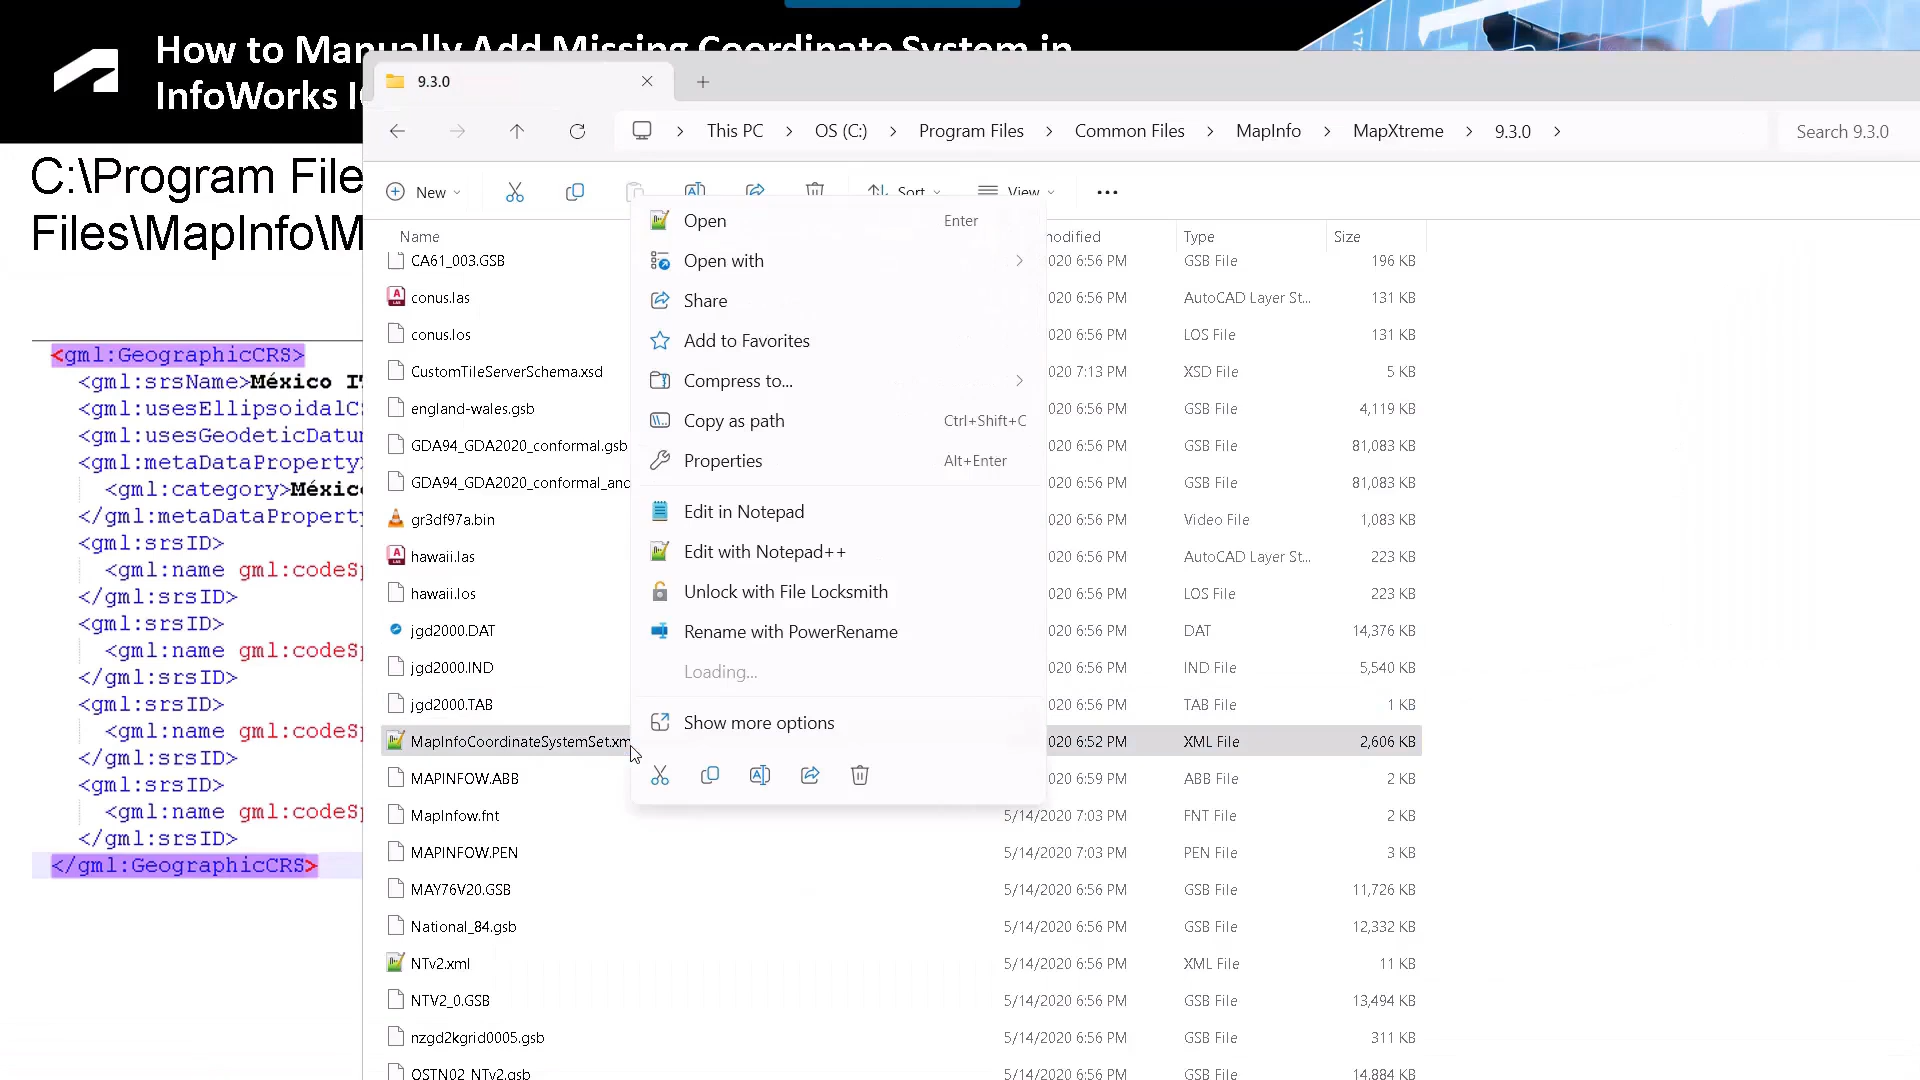 How to Manually Add Missing Coordinate System in
InfoWorks I
9.3.0
This PC > OS (C:) > Program Files > Common Files > MapInfo > MapXtreme > 9.3.0 >
Search 9.3.0
C:\Program File
Files\MapInfo\M
New
Sort
View
Name
modified
Type
Size
CA61_003.GSB
020 6:56 PM
GSB File
196 KB
conus.las
020 6:56 PM
AutoCAD Layer St...
131 KB
conus.los
020 6:56 PM
LOS File
131 KB
CustomTileServerSchema.xsd
020 7:13 PM
XSD File
5 KB
england-wales.gsb
020 6:56 PM
GSB File
4,119 KB
GDA94_GDA2020_conformal.gsb
020 6:56 PM
GSB File
81,083 KB
GDA94_GDA2020_conformal_and
020 6:56 PM
GSB File
81,083 KB
gr3df97a.bin
020 6:56 PM
Video File
1,083 KB
hawaii.las
020 6:56 PM
AutoCAD Layer St...
223 KB
hawaii.los
020 6:56 PM
LOS File
223 KB
jgd2000.DAT
020 6:56 PM
DAT
14,376 KB
jgd2000.IND
020 6:56 PM
IND File
5,540 KB
jgd2000.TAB
020 6:56 PM
TAB File
1 KB
MapInfoCoordinateSystemSet.xm
020 6:52 PM
XML File
2,606 KB
MAPINFOW.ABB
020 6:59 PM
ABB File
2 KB
MapInfow.fnt
5/14/2020 7:03 PM
FNT File
2 KB
MAPINFOW.PEN
5/14/2020 7:03 PM
PEN File
3 KB
MAY76V20.GSB
5/14/2020 6:56 PM
GSB File
11,726 KB
National_84.gsb
5/14/2020 6:56 PM
GSB File
12,332 KB
NTv2.xml
5/14/2020 6:56 PM
XML File
11 KB
NTV2_0.GSB
5/14/2020 6:56 PM
GSB File
13,494 KB
nzgd2kgrid0005.gsb
5/14/2020 6:56 PM
GSB File
311 KB
OSTN02_NTv2.gsb
5/14/2020 6:56 PM
GSB File
14,884 KB
Open
Enter
Open with
Share
Add to Favorites
Compress to...
Copy as path
Ctrl+Shift+C
Properties
Alt+Enter
Edit in Notepad
Edit with Notepad++
Unlock with File Locksmith
Rename with PowerRename
Loading...
Show more options
<gml:GeographicCRS>
<gml:srsName>México IT
<gml:usesEllipsoidalCS
<gml:usesGeodeticDatum
<gml:metaDataProperty>
<gml:category>México
</gml:metaDataProperty
<gml:srsID>
<gml:name gml:codeSp
</gml:srsID>
<gml:srsID>
<gml:name gml:codeSp
</gml:srsID>
<gml:srsID>
<gml:name gml:codeSp
</gml:srsID>
<gml:srsID>
<gml:name gml:codeSp
</gml:srsID>
</gml:GeographicCRS>